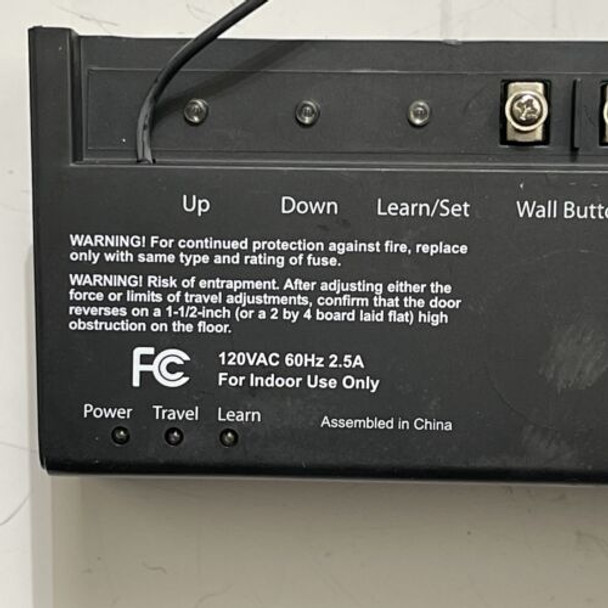 Up Down Learn/Set Wall Butto
WARNING! For continued protection against fire, replace
only with same type and rating of fuse.
WARNING! Risk of entrapment. After adjusting either the
force or limits of travel adjustments, confirm that the door
reverses on a 1-1/2-inch (or a 2 by 4 board laid flat) high
obstruction on the floor.
FC 120VAC 60Hz 2.5A
For Indoor Use Only
Power Travel Learn
Assembled in China